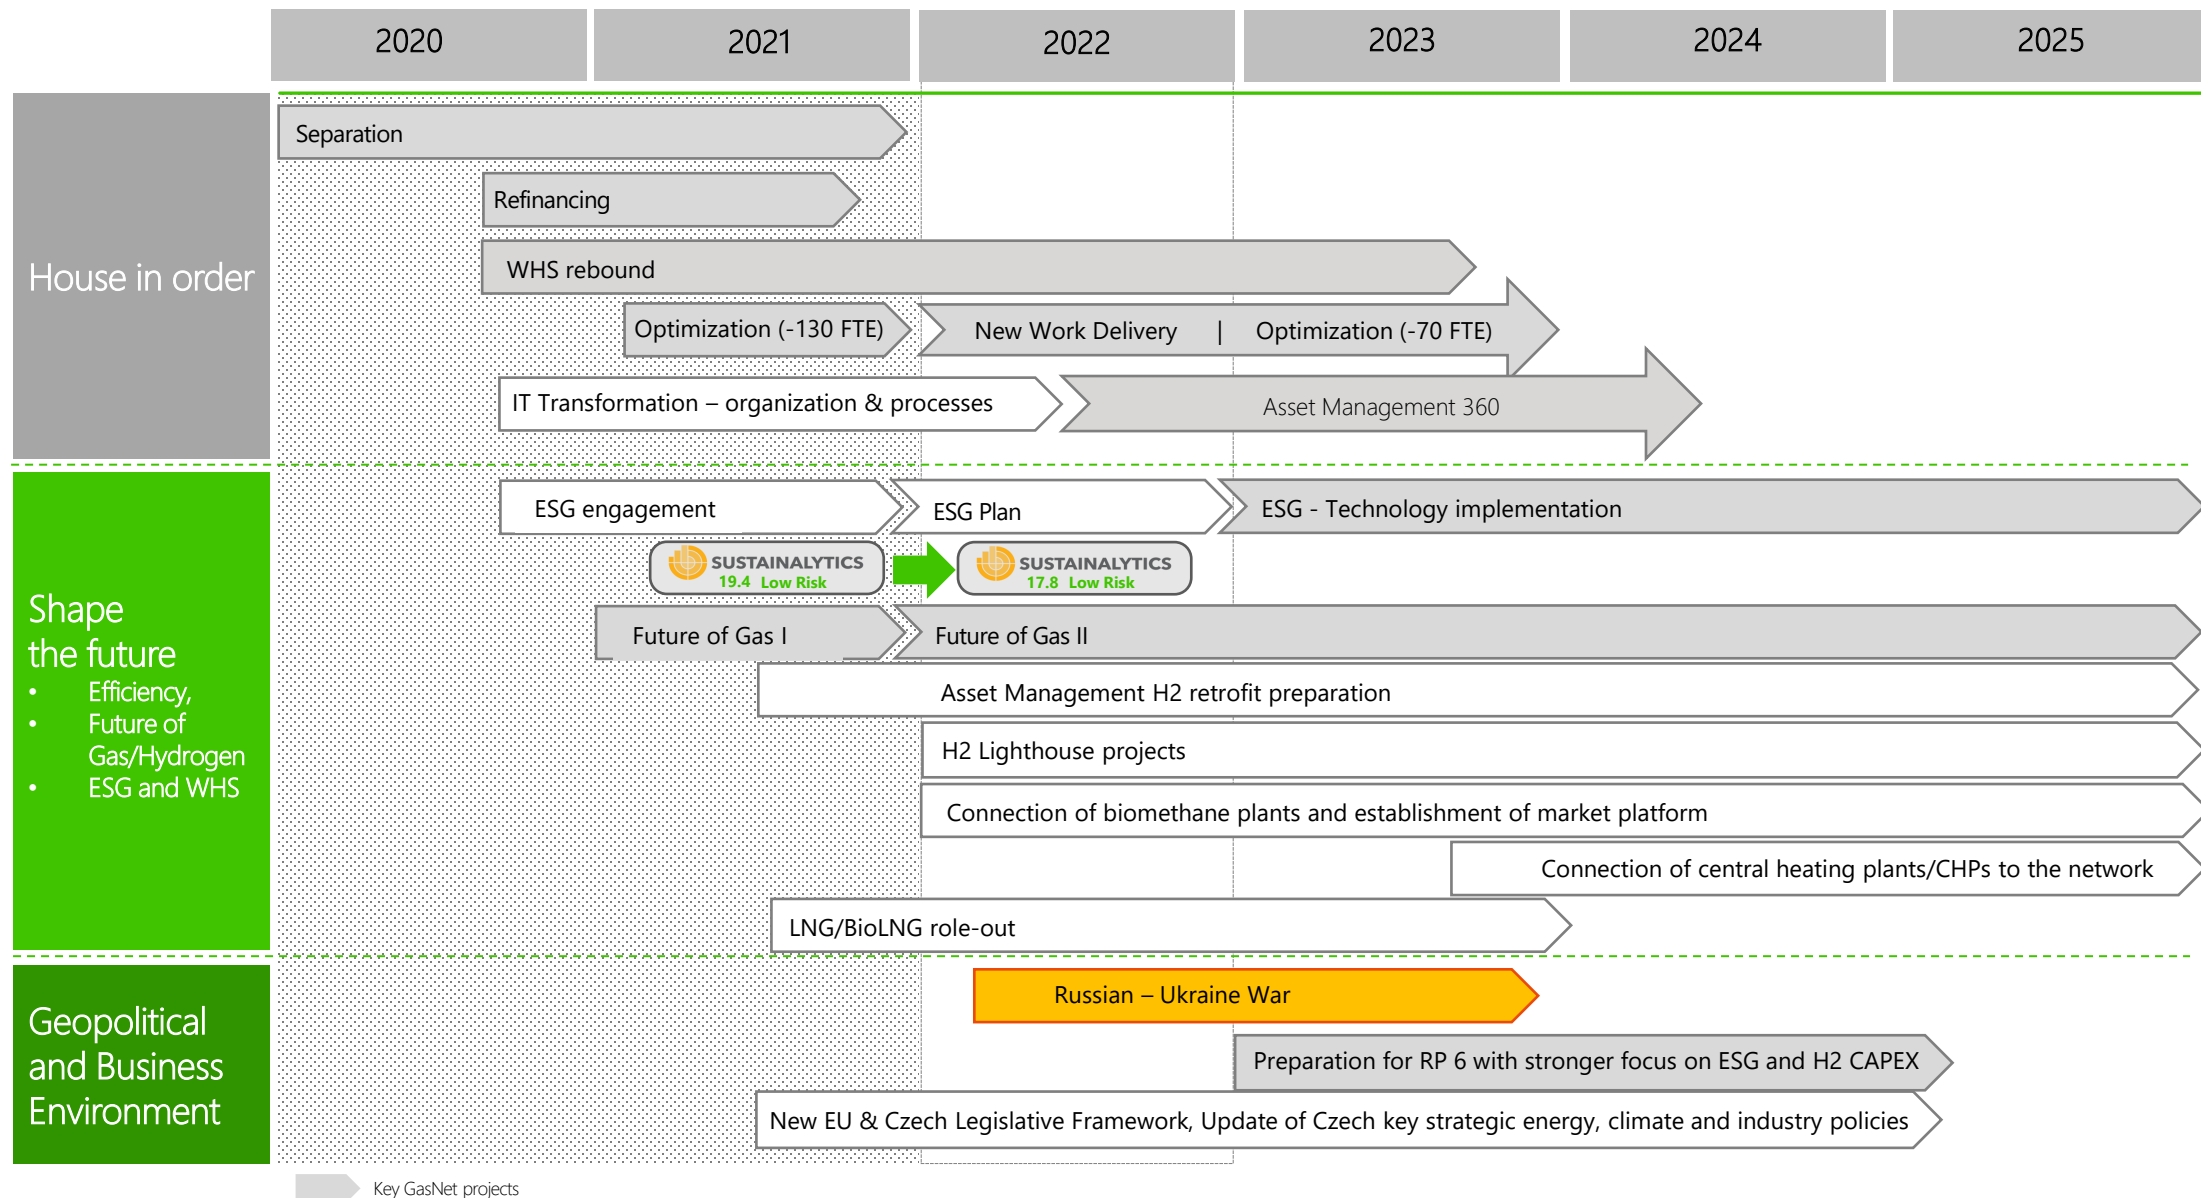 2020 2021 2022 2023 2024 2025
House in order
Separation
Refinancing
WHS rebound
Optimization (-130 FTE)
New Work Delivery | Optimization (-70 FTE)
IT Transformation – organization & processes
Asset Management 360
Shape
the future
• Efficiency,
• Future of
Gas/Hydrogen
• ESG and WHS
ESG engagement
ESG Plan
ESG - Technology implementation
SUSTAINALYTICS
19.4 Low Risk
SUSTAINALYTICS
17.8 Low Risk
Future of Gas I
Future of Gas II
Asset Management H2 retrofit preparation
H2 Lighthouse projects
Connection of biomethane plants and establishment of market platform
Connection of central heating plants/CHPs to the network
LNG/BioLNG role-out
Geopolitical
and Business
Environment
Russian – Ukraine War
Preparation for RP 6 with stronger focus on ESG and H2 CAPEX
New EU & Czech Legislative Framework, Update of Czech key strategic energy, climate and industry policies
Key GasNet projects